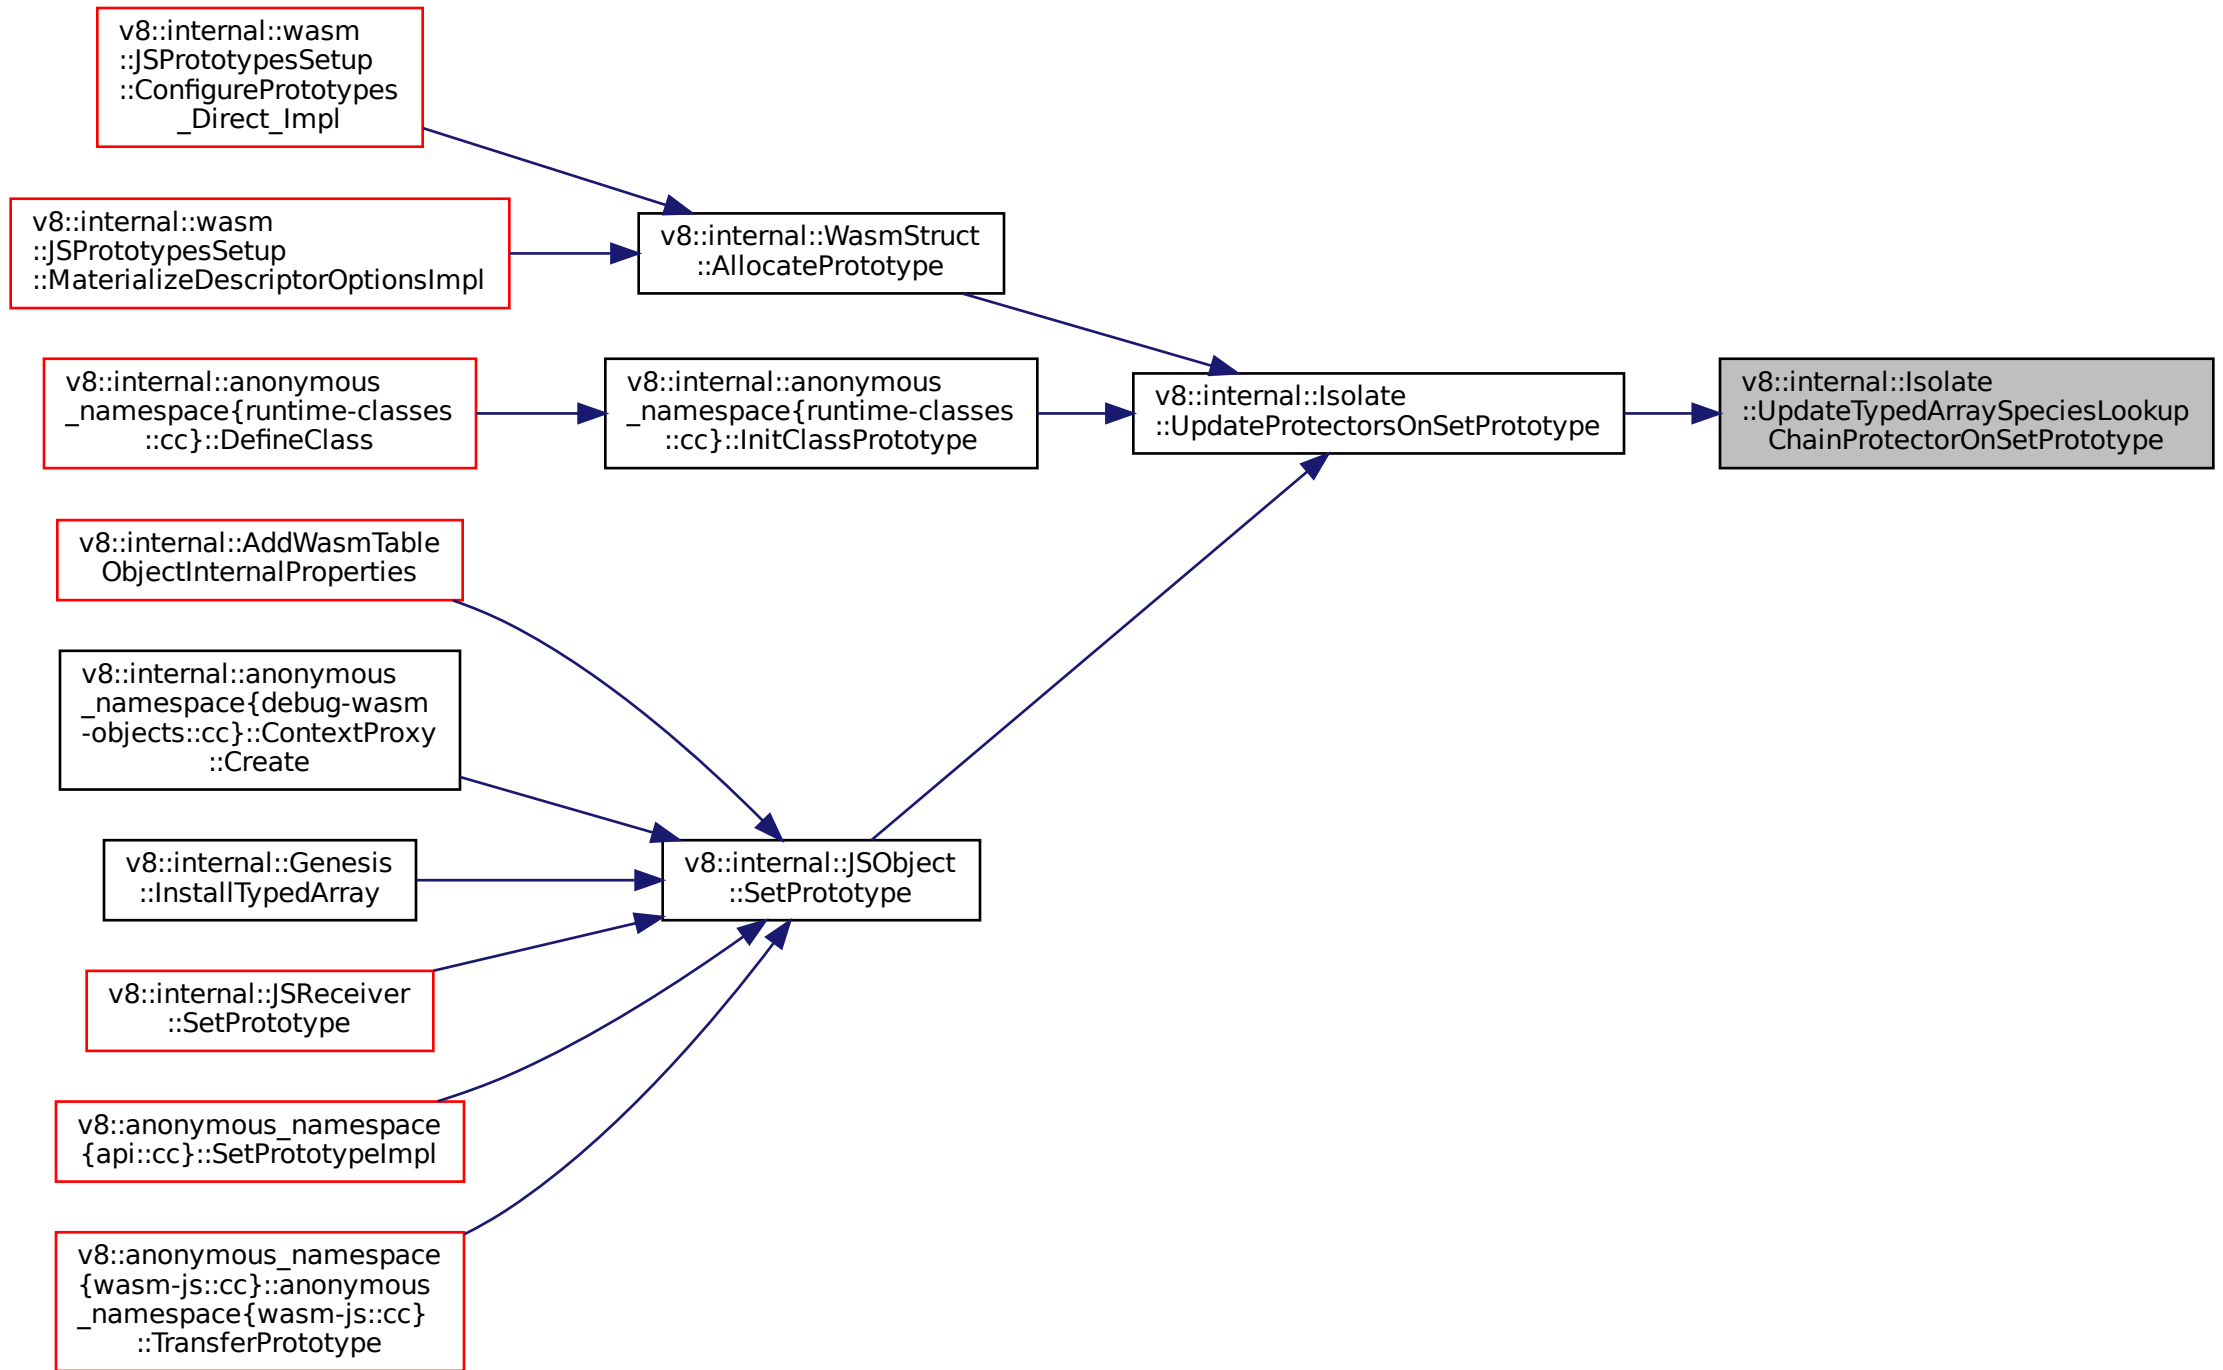 v8::internal::wasm
::JSPrototypesSetup
::ConfigurePrototypes
_Direct_Impl
v8::internal::wasm
::JSPrototypesSetup
::MaterializeDescriptorOptionsImpl
v8::internal::WasmStruct
::AllocatePrototype
v8::internal::anonymous
_namespace{runtime-classes
::cc}::DefineClass
v8::internal::anonymous
_namespace{runtime-classes
::cc}::InitClassPrototype
v8::internal::Isolate
::UpdateProtectorsOnSetPrototype
v8::internal::Isolate
::UpdateTypedArraySpeciesLookup
ChainProtectorOnSetPrototype
v8::internal::AddWasmTable
ObjectInternalProperties
v8::internal::anonymous
_namespace{debug-wasm
-objects::cc}::ContextProxy
::Create
v8::internal::Genesis
::InstallTypedArray
v8::internal::JSObject
::SetPrototype
v8::internal::JSReceiver
::SetPrototype
v8::anonymous_namespace
{api::cc}::SetPrototypeImpl
v8::anonymous_namespace
{wasm-js::cc}::anonymous
_namespace{wasm-js::cc}
::TransferPrototype